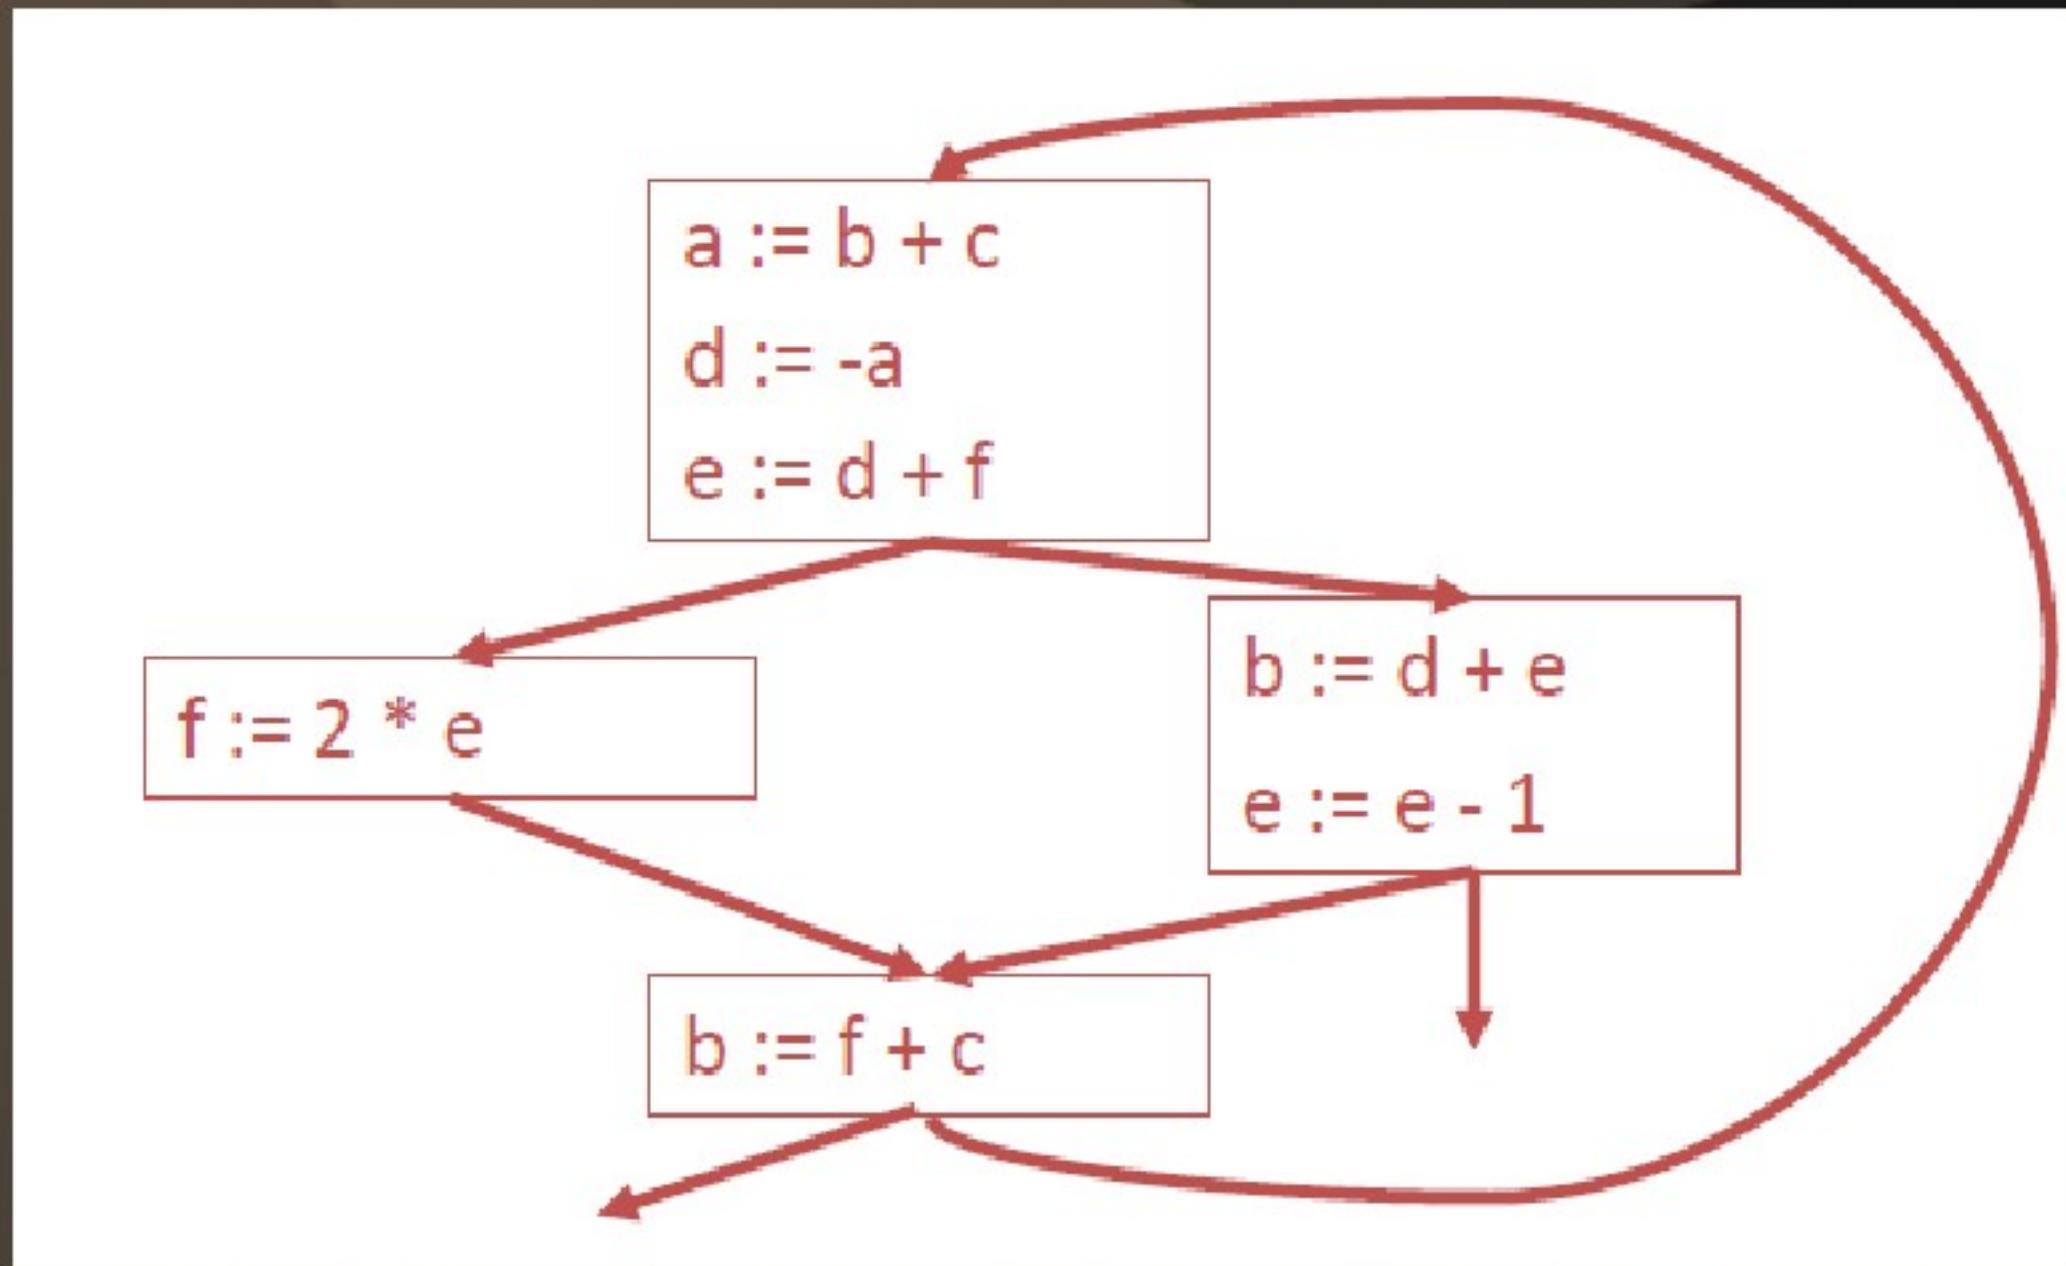 a := b + c
d := -a
e := d + f
f := 2 * e
b := d + e
e := e - 1
b := f + c